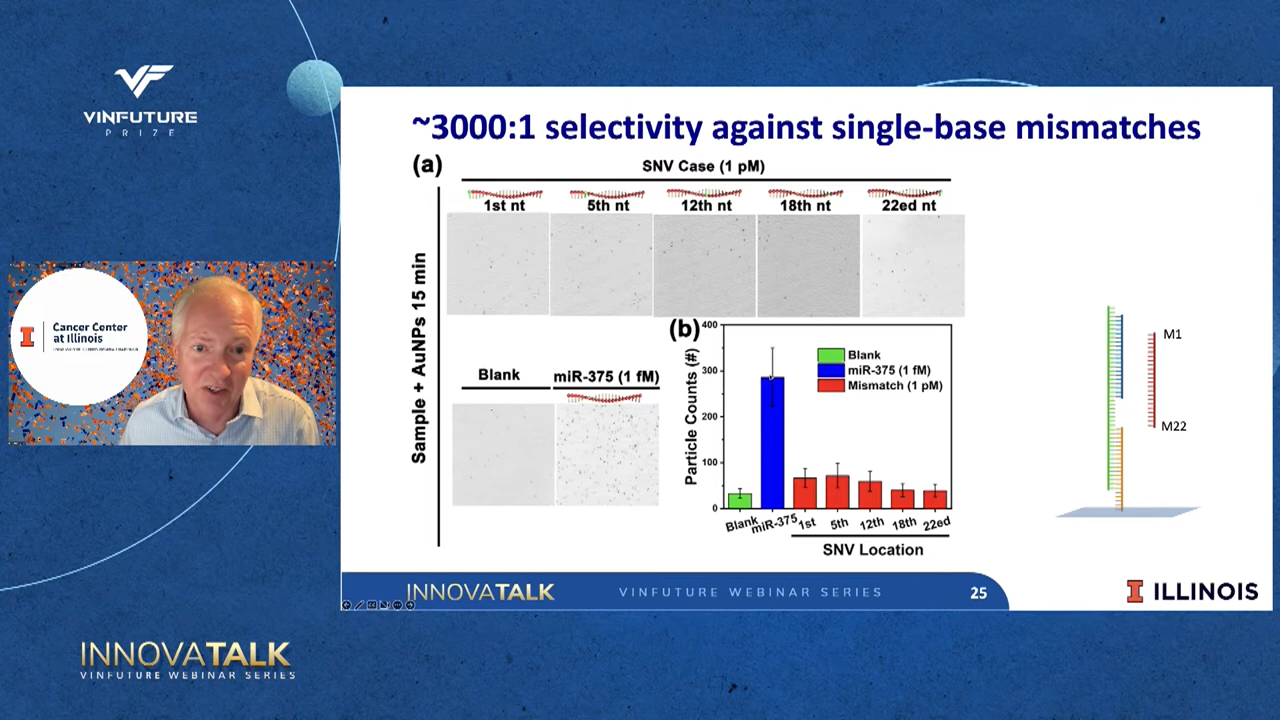 VINFUTURE
PRIZE
~3000:1 selectivity against single-base mismatches
(a)
SNV Case (1 pM)
1st nt
5th nt
12th nt
18th nt
22ed nt
Sample + AuNPs 15 min
Blank
miR-375 (1 fM)
(b)
Particle Counts (#)
400
300
200
100
0
Blank
miR-375 (1 fM)
Mismatch (1 pM)
Blank
miR-375
1st
5th
12th
18th
22ed
SNV Location
M1
M22
Cancer Center
at Illinois
INNOVATALK
VINFUTURE WEBINAR SERIES
25
ILLINOIS
INNOVATALK
VINFUTURE WEBINAR SERIES